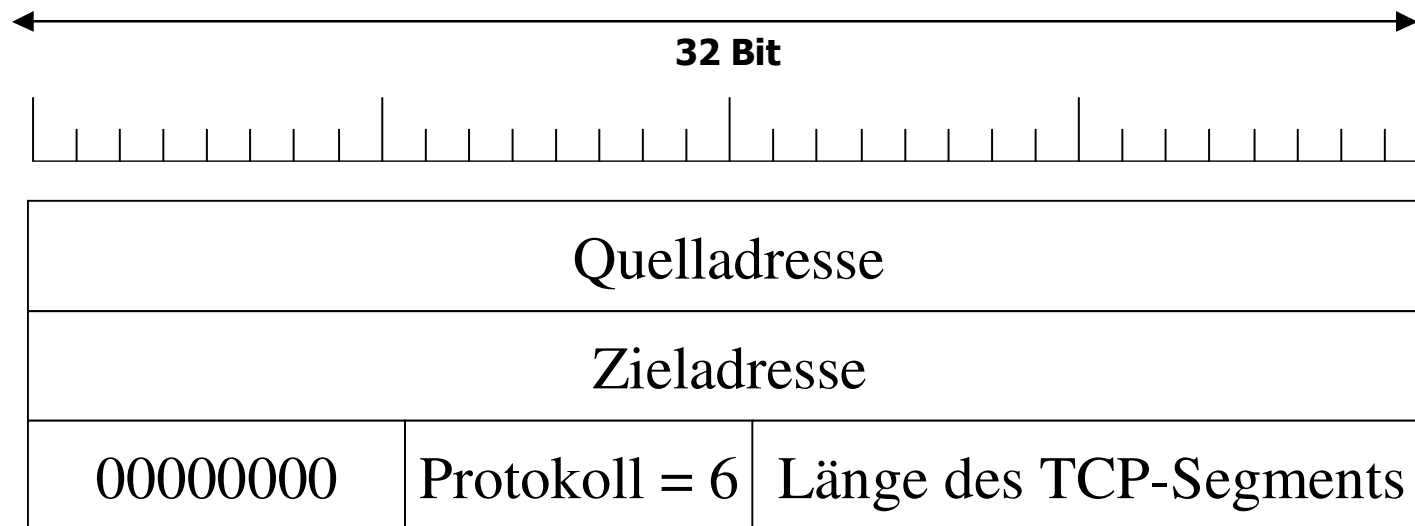 32 Bit
Quelladresse
Zieladresse
00000000 Protokoll = 6 Länge des TCP-Segments